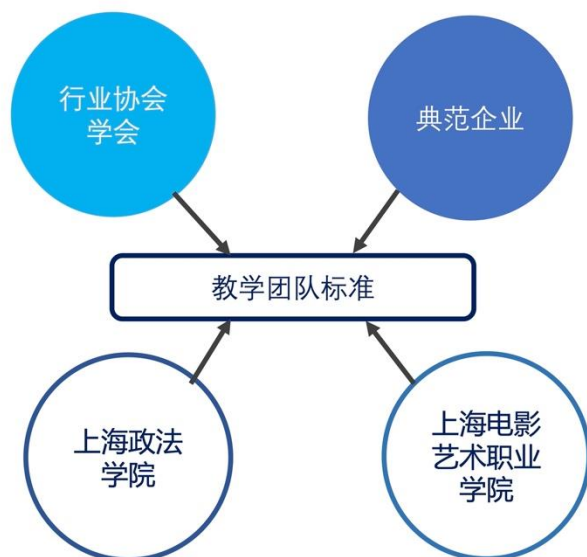 行业协会
学会
典范企业
教学团队标准
上海政法
学院
上海电影
艺术职业
学院